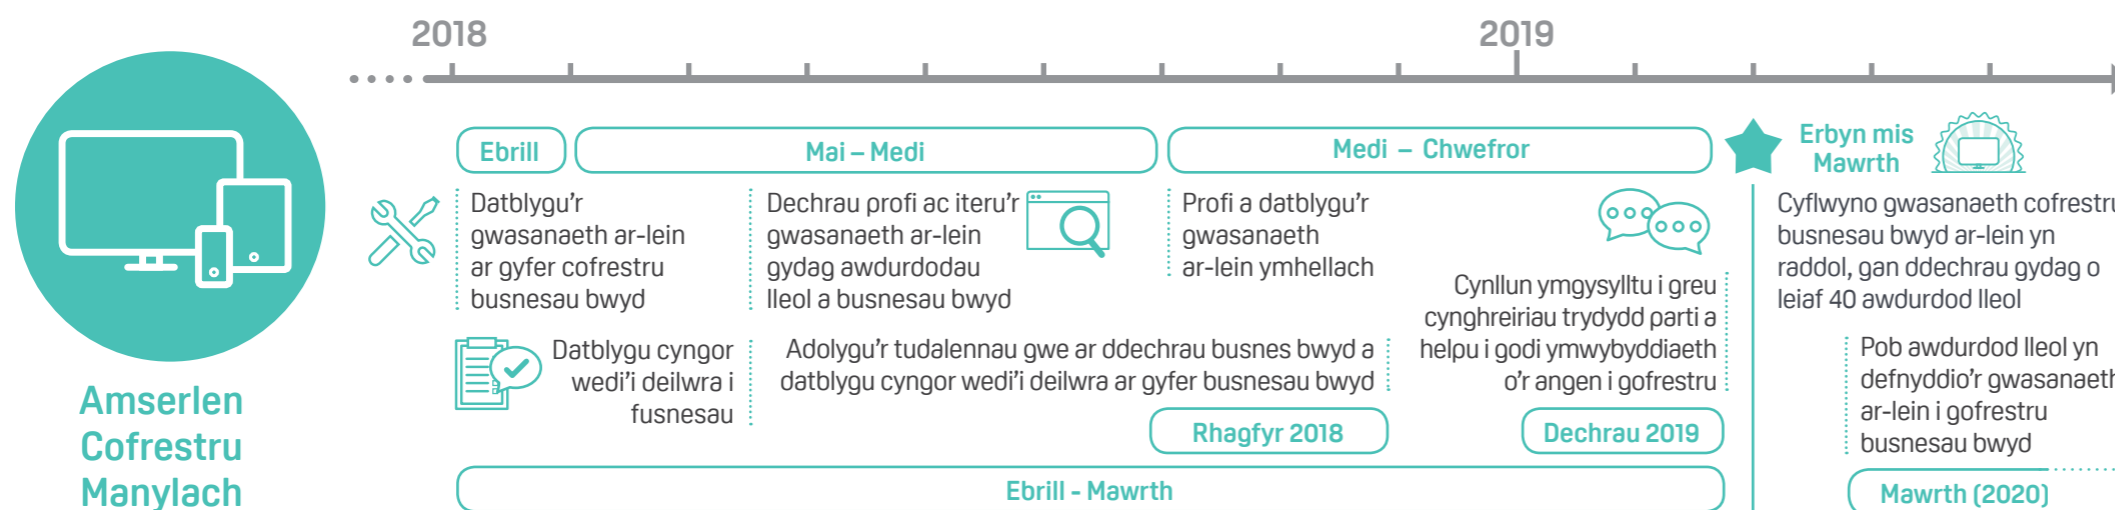 2018
2019
Amserlen
Cofrestru
Manylach
Ebrill
Mai – Medi
Medi – Chwefror
Erbyn mis
Mawrth
Datblygu'r
gwasanaeth ar-lein
ar gyfer cofrestru
busnesau bwyd
Dechrau profi ac iteru'r
gwasanaeth ar-lein
gydag awdurdodau
lleol a busnesau bwyd
Profi a datblygu'r
gwasanaeth
ar-lein ymhellach
Cyflwyno gwasanaeth cofrestru
busnesau bwyd ar-lein yn
raddol, gan ddechrau gydag o
leiaf 40 awdurdod lleol
Datblygu cyngor
wedi'i deilwra i
fusnesau
Adolygu'r tudalennau gwe ar ddechrau busnes bwyd a
datblygu cyngor wedi'i deilwra ar gyfer busnesau bwyd
Rhagfyr 2018
Cynllun ymgysylltu i greu
cynghreiriau trydydd parti a
helpu i godi ymwybyddiaeth
o'r angen i gofrestru
Dechrau 2019
Pob awdurdod lleol yn
defnyddio'r gwasanaeth
ar-lein i gofrestru
busnesau bwyd
Mawrth (2020)
Ebrill - Mawrth